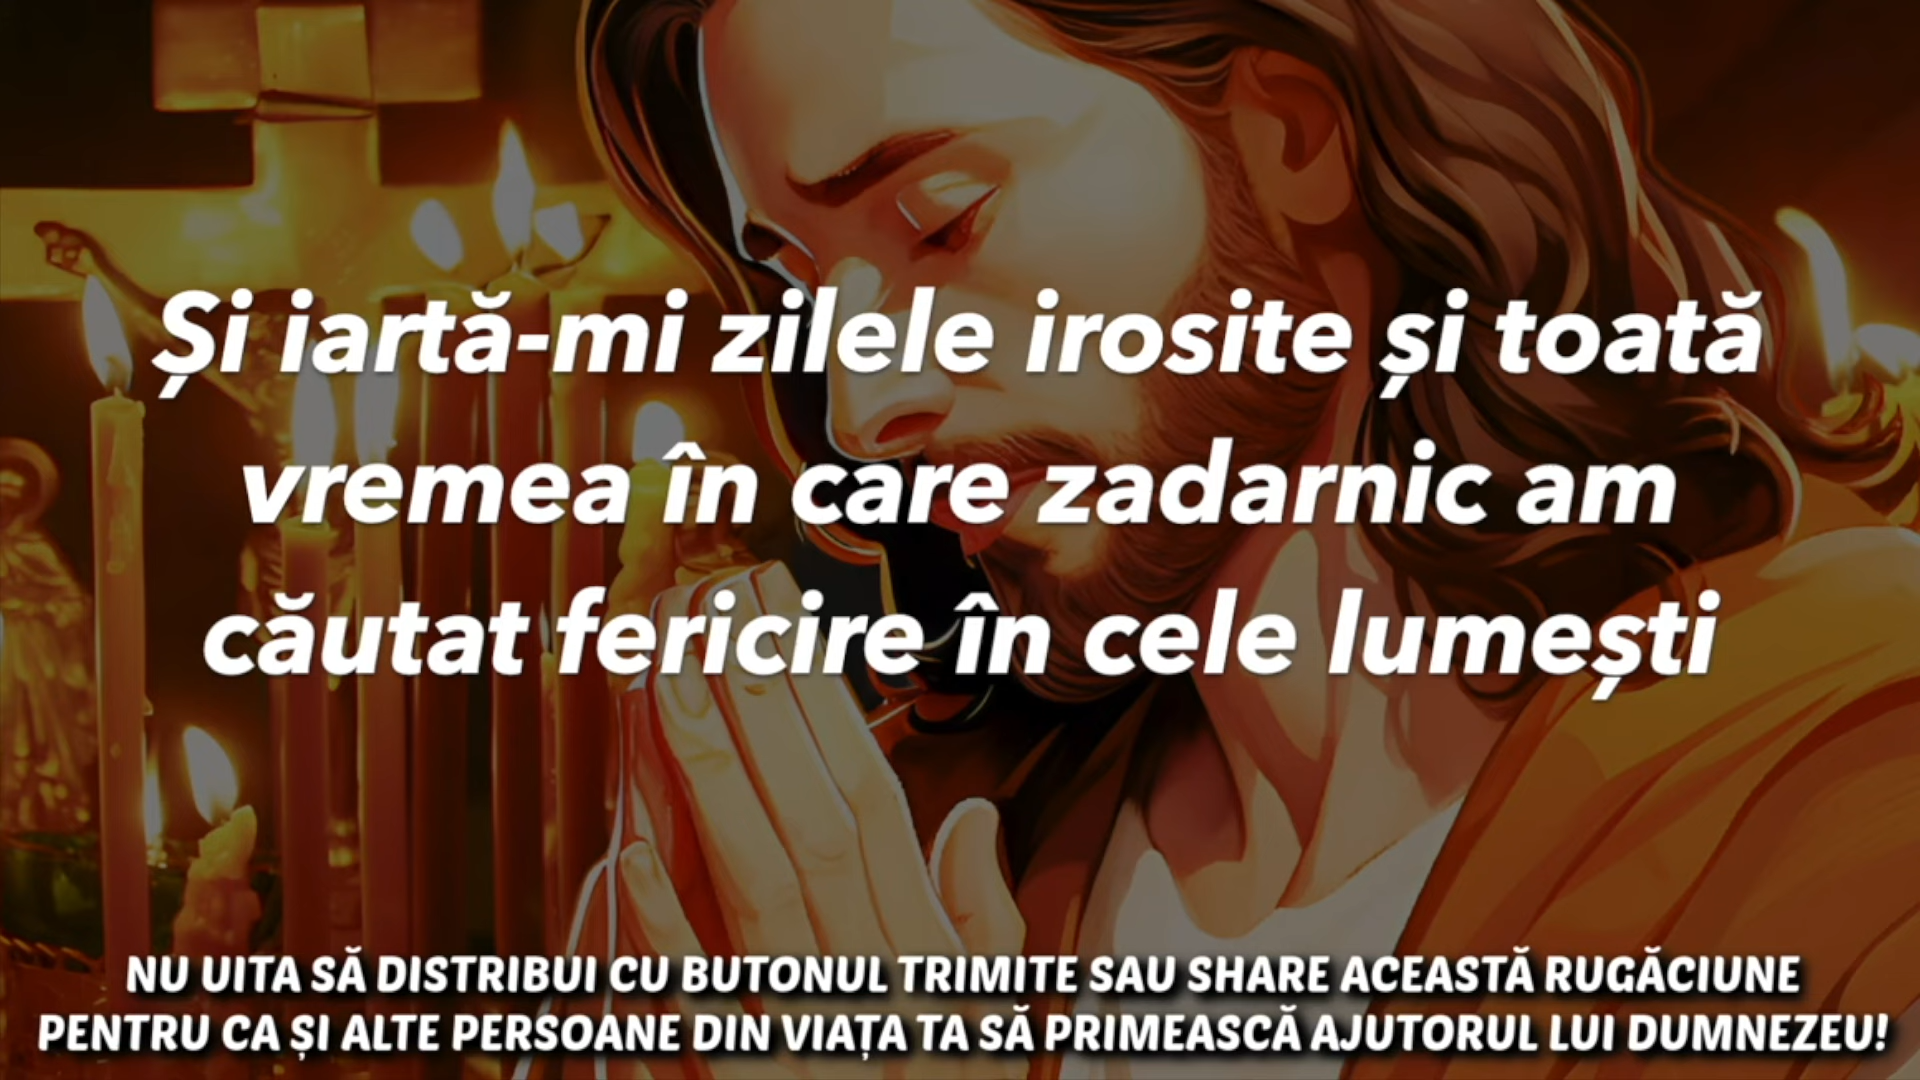 Și iartă-mi zilele irosite și toată
vremea în care zadarnic am
căutat fericire în cele lumești
NU UITA SĂ DISTRIBUI CU BUTONUL TRIMITE SAU SHARE ACEASTĂ RUGĂCIUNE
PENTRU CA ȘI ALTE PERSOANE DIN VIAȚA TA SĂ PRIMEASCĂ AJUTORUL LUI DUMNEZEU!